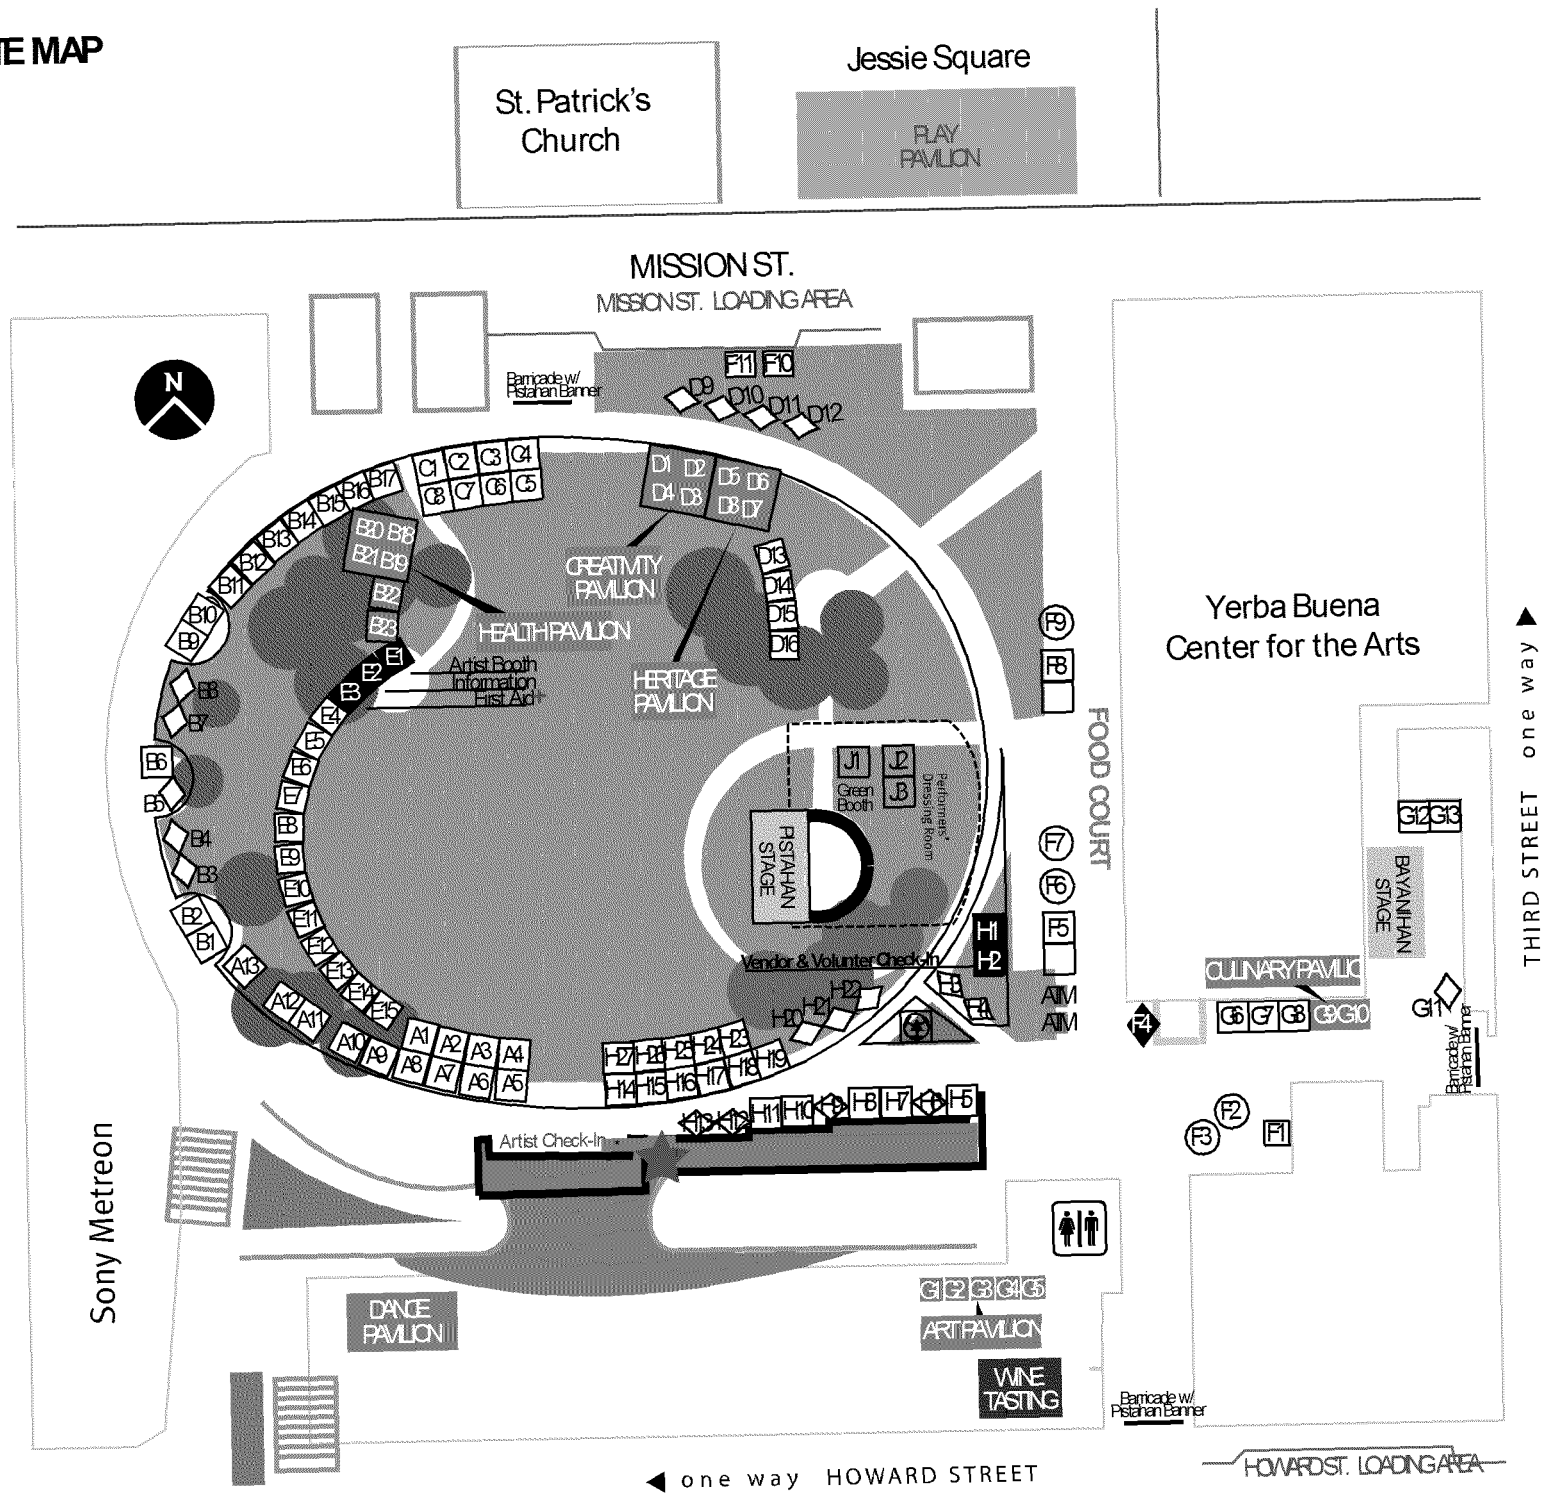 TE MAP
Jessie Square
St. Patrick's
Church
PLAY
PAVILION
MISSION ST.
MISSION ST. LOADING AREA
N
Barricade w/
Pistahan Banner
F11 F10
D9
D10
D11
D12
C1 C2 C3 C4
C8 C7 C6 C5
B17
B16
B15
B14
B13
B12
B11
B10
B9
B20 B18
B21 B19
B22
B23
D1 D2 D5 D6
D4 D3 D8 D7
CREATIVITY
PAVILION
D13
D14
D15
D16
HEALTH PAVILION
HERITAGE
PAVILION
E1
E2
E3
Artist Booth
Information
First Aid+
Yerba Buena
Center for the Arts
F9
F8
FOOD COURT
THIRD STREET one way
B8
B7
B6
B5
B4
B3
B2
B1
E4
E5
E6
E7
E8
E9
E10
E11
E12
E13
E14
E15
J1 J2
J3
Green
Booth
Performers'
Dressing Room
PISTAHAN
STAGE
F7
F6
F5
G12 G13
BAYANIHAN
STAGE
H1
H2
Vendor & Volunter Check-In
H3
H4
ATM
ATM
F4
CULINARY PAVILIO
G6 G7 G8 G9 G10
G11
Barricade w/
Pistahan Banner
A13
A12
A11
A10
A9
A1 A2 A3 A4
A8 A7 A6 A5
H22
H21
H20
H27 H26 H25 H24 H23
H14 H15 H16 H17 H18 H19
H13 H12 H11 H10 H9 H8 H7 H6 H5
Artist Check-In
F2
F3
F1
Sony Metreon
DANCE
PAVILION
G1 G2 G3 G4 G5
ART PAVILION
WINE
TASTING
Barricade w/
Pistahan Banner
one way HOWARD STREET
HOWARD ST. LOADING AREA